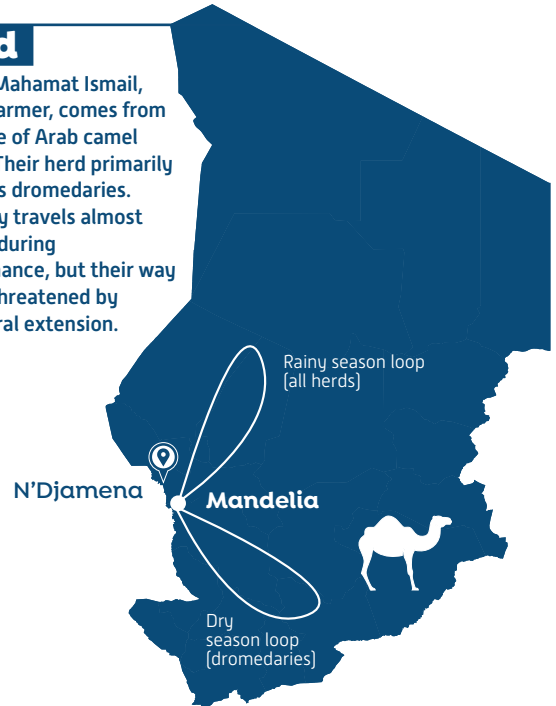 d
Mahamat Ismail,
armer, comes from
e of Arab camel
Their herd primarily
s dromedaries.
y travels almost
during
ance, but their way
hreatened by
ral extension.
Rainy season loop
(all herds)
N'Djamena
Mandelia
Dry
season loop
(dromedaries)